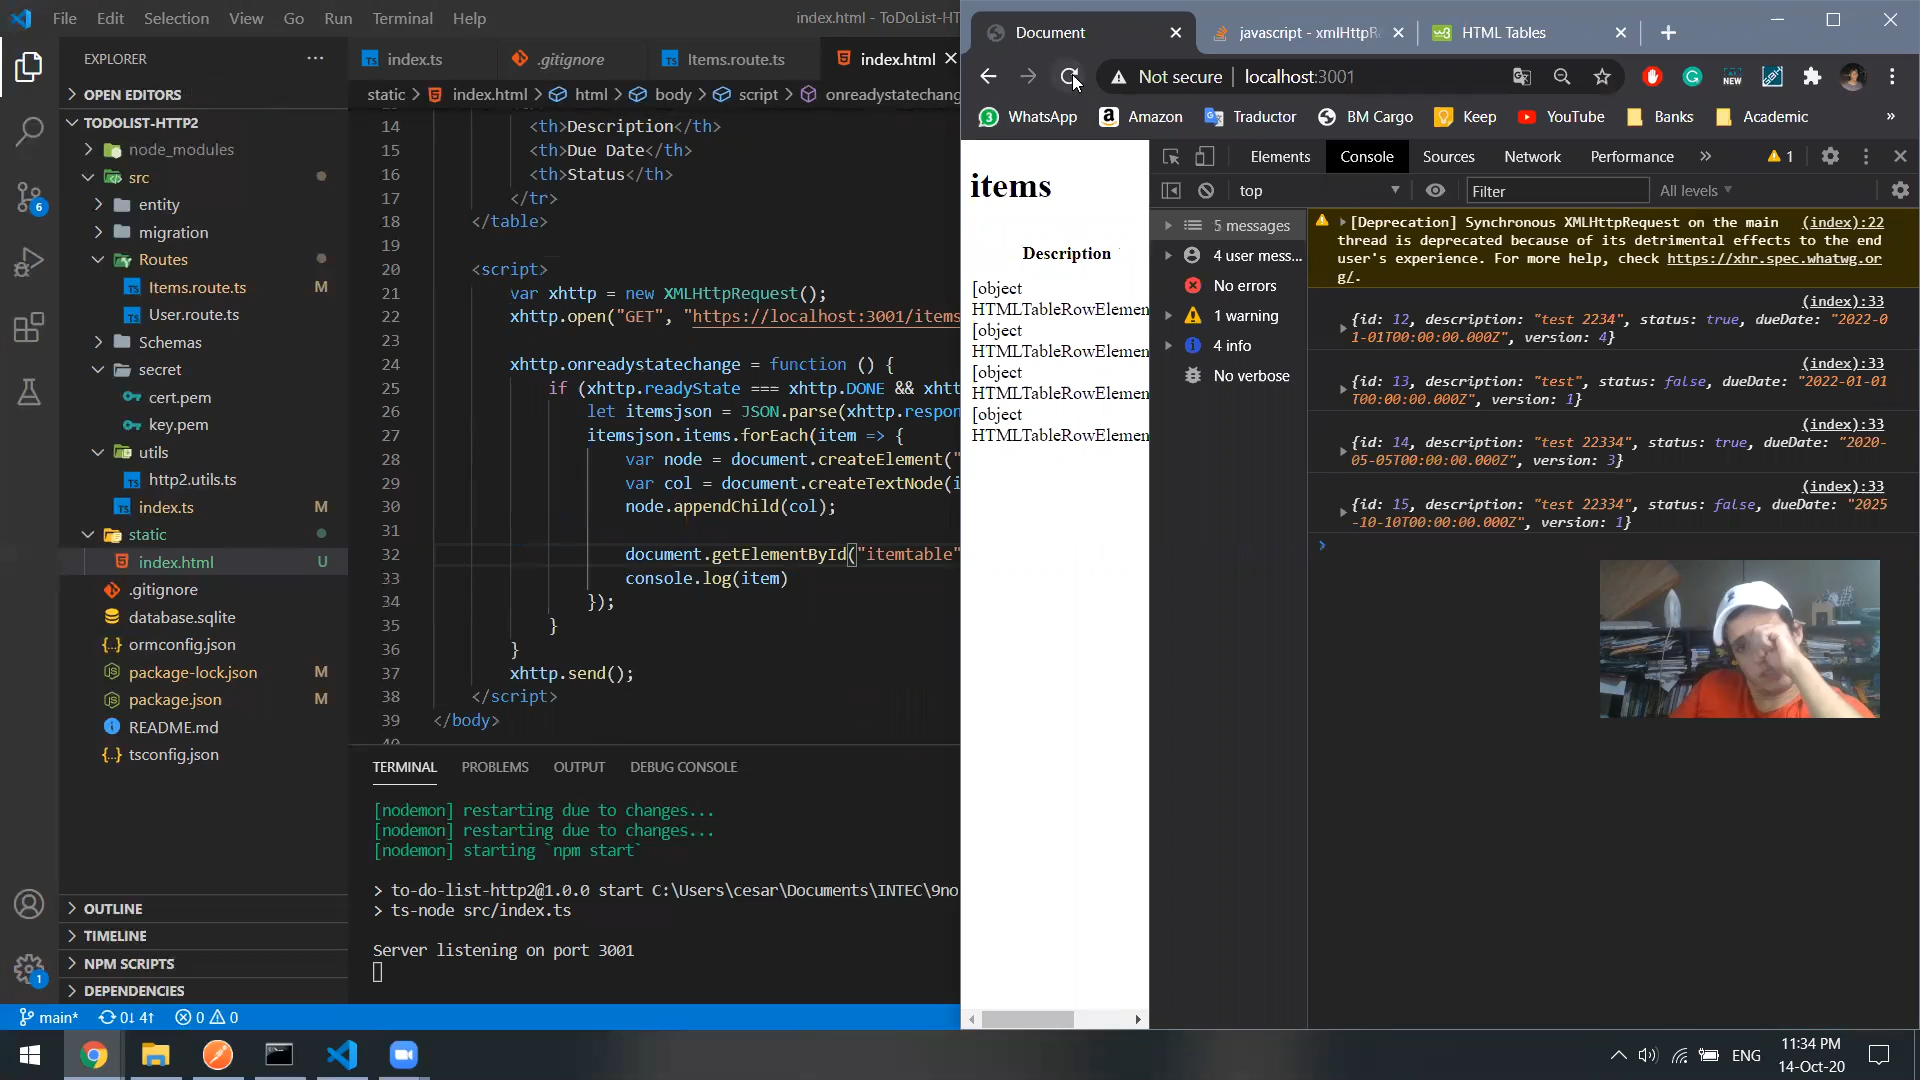 File Edit Selection View Go Run Terminal Help
index.html - ToDoList-HT
EXPLORER
OPEN EDITORS
TODOLIST-HTTP2
node_modules
src
entity
migration
Routes
Items.route.ts M
User.route.ts
Schemas
secret
cert.pem
key.pem
utils
http2.utils.ts
index.ts M
static
index.html U
.gitignore
database.sqlite
ormconfig.json
package-lock.json M
package.json M
README.md
tsconfig.json
OUTLINE
TIMELINE
NPM SCRIPTS
DEPENDENCIES
6
1
index.ts .gitignore Items.route.ts index.html
static index.html html body script onreadystatechang
14 <th>Description</th>
15 <th>Due Date</th>
16 <th>Status</th>
17 </tr>
18 </table>
19
20 <script>
21 var xhttp = new XMLHttpRequest();
22 xhttp.open("GET", "https://localhost:3001/items
23
24 xhttp.onreadystatechange = function () {
25 if (xhttp.readyState === xhttp.DONE && xhtt
26 let itemsjson = JSON.parse(xhttp.respon
27 itemsjson.items.forEach(item => {
28 var node = document.createElement("
29 var col = document.createTextNode(i
30 node.appendChild(col);
31
32 document.getElementById("itemtable"
33 console.log(item)
34 });
35 }
36 }
37 xhttp.send();
38 </script>
39 </body>
TERMINAL PROBLEMS OUTPUT DEBUG CONSOLE
[nodemon] restarting due to changes...
[nodemon] restarting due to changes...
[nodemon] starting `npm start`
> to-do-list-http2@1.0.0 start C:\Users\cesar\Documents\INTEC\9no
> ts-node src/index.ts
Server listening on port 3001
main* 0↓ 4↑ 0 0
Document
javascript - xmlHttpR
HTML Tables
Not secure | localhost:3001
NEW
3 WhatsApp Amazon Traductor BM Cargo Keep YouTube Banks Academic »
items
Description
[object
HTMLTableRowElemen
[object
HTMLTableRowElemen
[object
HTMLTableRowElemen
[object
HTMLTableRowElemen
Elements Console Sources Network Performance » 1
top Filter All levels
5 messages
4 user mess...
No errors
1 warning
4 info
No verbose
[Deprecation] Synchronous XMLHttpRequest on the main (index):22
thread is deprecated because of its detrimental effects to the end
user's experience. For more help, check https://xhr.spec.whatwg.or
g/.
(index):33
{id: 12, description: "test 2234", status: true, dueDate: "2022-0
1-01T00:00:00.000Z", version: 4}
(index):33
{id: 13, description: "test", status: false, dueDate: "2022-01-01
T00:00:00.000Z", version: 1}
(index):33
{id: 14, description: "test 22334", status: true, dueDate: "2020-
05-05T00:00:00.000Z", version: 3}
(index):33
{id: 15, description: "test 22334", status: false, dueDate: "2025
-10-10T00:00:00.000Z", version: 1}
ENG
11:34 PM
14-Oct-20